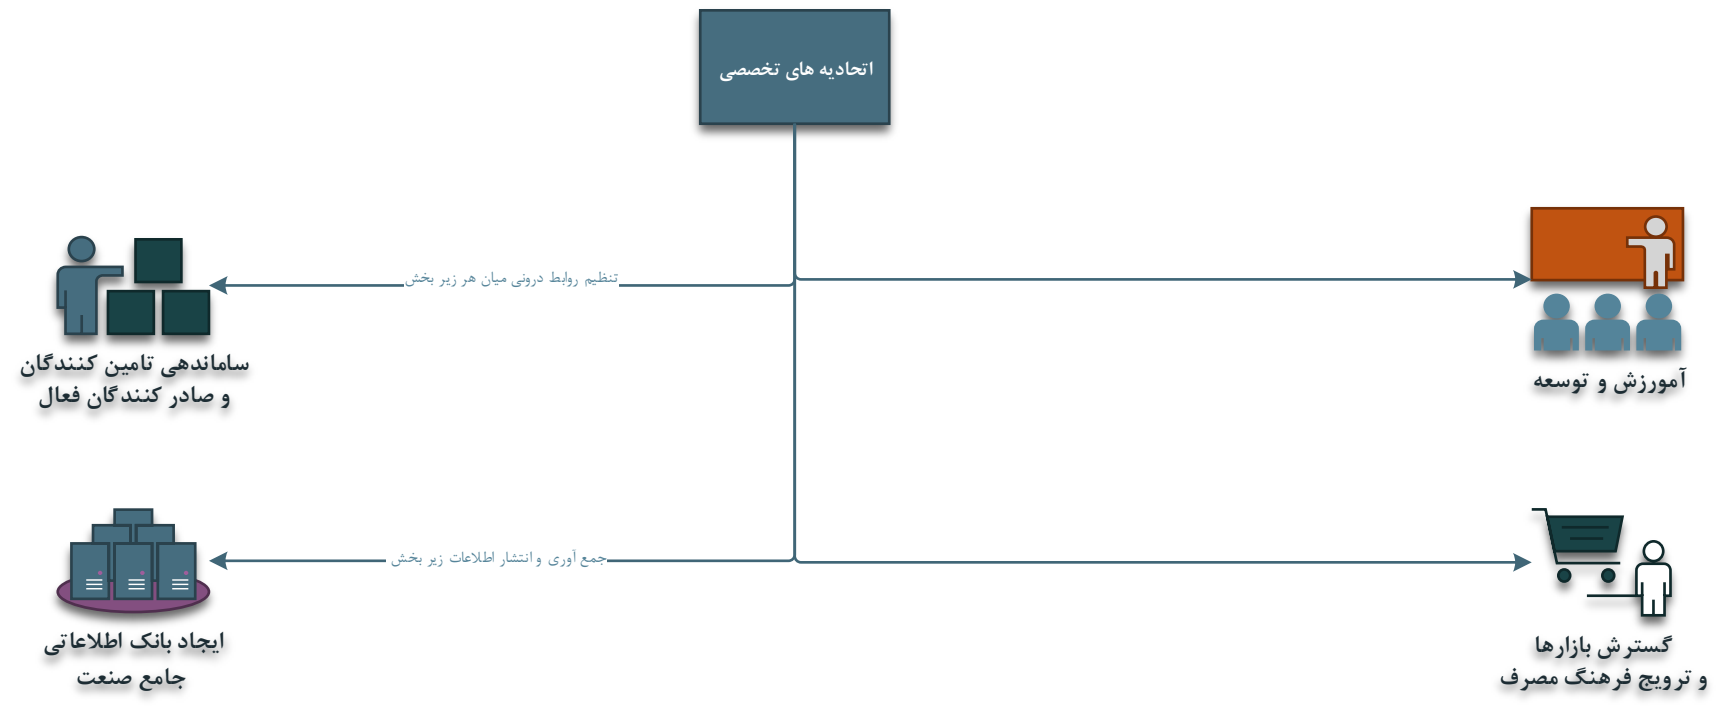 اتحادیه های تخصصی
تنظیم روابط درونی میان هر زیر بخش
ساماندهی تامین کنندگان
و صادر کنندگان فعال
آموزش و توسعه
جمع آوری و انتشار اطلاعات زیر بخش
ایجاد بانک اطلاعاتی
جامع صنعت
گسترش بازارها
و ترویج فرهنگ مصرف